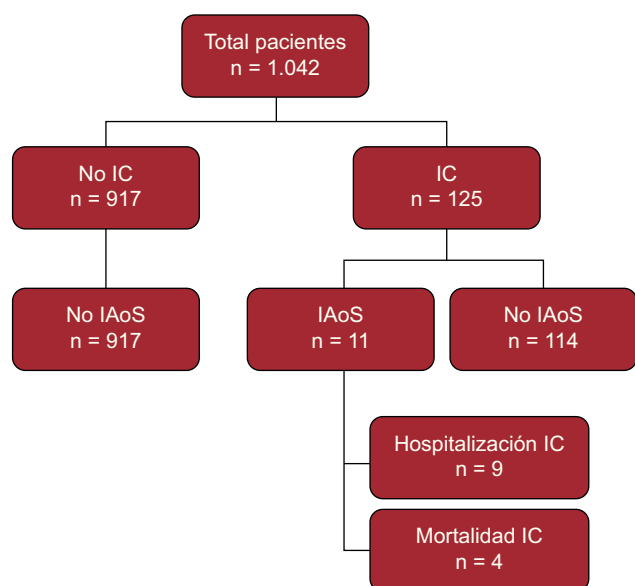 Total pacientes
n = 1.042
No IC
n = 917
IC
n = 125
No IAoS
n = 917
IAoS
n = 11
No IAoS
n = 114
Hospitalización IC
n = 9
Mortalidad IC
n = 4